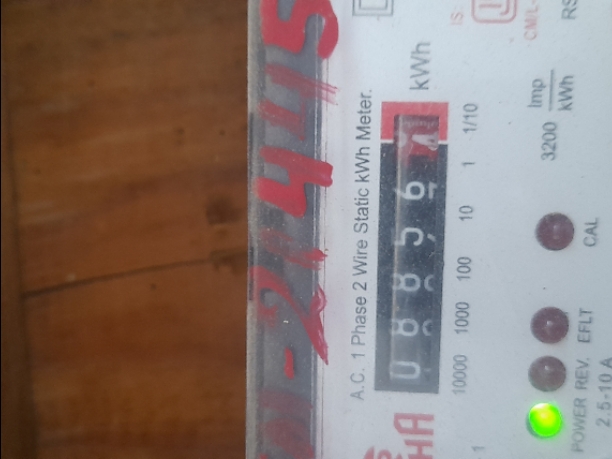 A.C. 1 Phase 2 Wire Static kWh Meter.
08856 kWh
10000 1000 100 10 1 1/10
3200 Imp
kWh
POWER REV. EFLT CAL
2.5-10 A